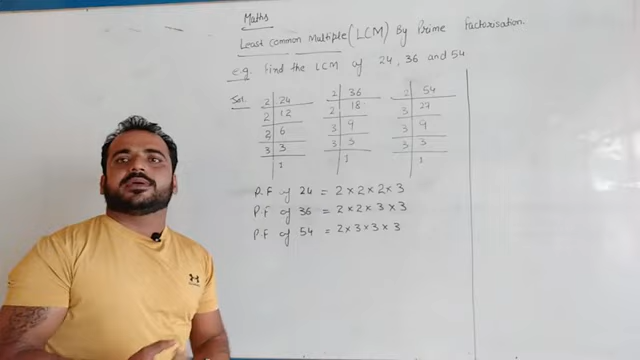 Maths
Least Common Multiple (LCM) By Prime Factorisation.
e.g. Find the LCM of 24, 36 and 54
Sol. 2 24 2 36 2 54
2 12 2 18 3 27
2 6 3 9 3 9
3 3 3 3 3 3
1 1 1
P.F of 24 = 2 × 2 × 2 × 3
P.F of 36 = 2 × 2 × 3 × 3
P.F of 54 = 2 × 3 × 3 × 3